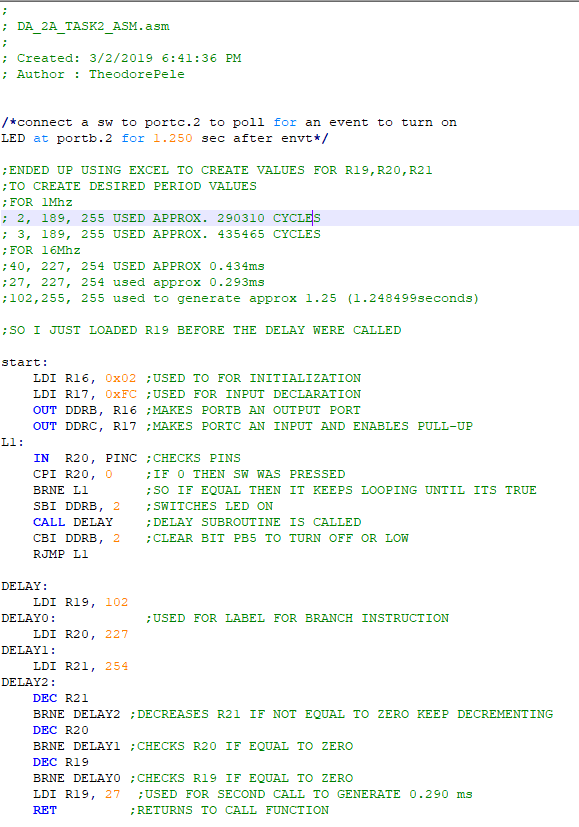 ;
; DA_2A_TASK2_ASM.asm
;
; Created: 3/2/2019 6:41:36 PM
; Author : TheodorePele
/*connect a sw to portc.2 to poll for an event to turn on
LED at portb.2 for 1.250 sec after envt*/
;ENDED UP USING EXCEL TO CREATE VALUES FOR R19,R20,R21
;TO CREATE DESIRED PERIOD VALUES
;FOR 1Mhz
; 2, 189, 255 USED APPROX. 290310 CYCLES
; 3, 189, 255 USED APPROX. 435465 CYCLES
;FOR 16Mhz
;40, 227, 254 USED APPROX 0.434ms
;27, 227, 254 used approx 0.293ms
;102,255, 255 used to generate approx 1.25 (1.248499seconds)
;SO I JUST LOADED R19 BEFORE THE DELAY WERE CALLED
start:
LDI R16, 0x02 ;USED TO FOR INITIALIZATION
LDI R17, 0xFC ;USED FOR INPUT DECLARATION
OUT DDRB, R16 ;MAKES PORTB AN OUTPUT PORT
OUT DDRC, R17 ;MAKES PORTC AN INPUT AND ENABLES PULL-UP
L1:
IN R20, PINC ;CHECKS PINS
CPI R20, 0 ;IF 0 THEN SW WAS PRESSED
BRNE L1 ;SO IF EQUAL THEN IT KEEPS LOOPING UNTIL ITS TRUE
SBI DDRB, 2 ;SWITCHES LED ON
CALL DELAY ;DELAY SUBROUTINE IS CALLED
CBI DDRB, 2 ;CLEAR BIT PB5 TO TURN OFF OR LOW
RJMP L1
DELAY:
LDI R19, 102
DELAY0: ;USED FOR LABEL FOR BRANCH INSTRUCTION
LDI R20, 227
DELAY1:
LDI R21, 254
DELAY2:
DEC R21
BRNE DELAY2 ;DECREASES R21 IF NOT EQUAL TO ZERO KEEP DECREMENTING
DEC R20
BRNE DELAY1 ;CHECKS R20 IF EQUAL TO ZERO
DEC R19
BRNE DELAY0 ;CHECKS R19 IF EQUAL TO ZERO
LDI R19, 27 ;USED FOR SECOND CALL TO GENERATE 0.290 ms
RET ;RETURNS TO CALL FUNCTION